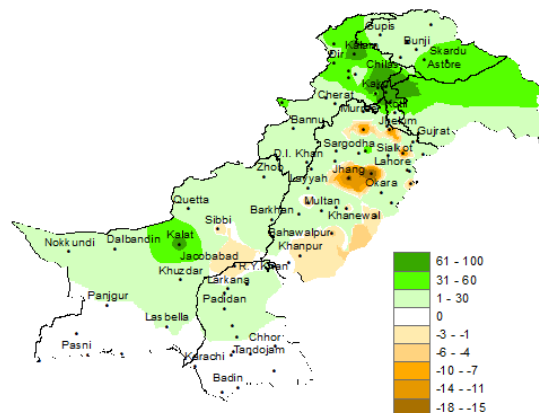 Gupis
Bunji
Kalam
Dir
Skardu
Chilas
Astore
Kaku
Cherat
Kotli
Bannu
Jhelum
Gujrat
Sargodha
Sialkot
D.I. Khan
Lahore
Zhob
Layyah
Jhang
Okara
Quetta
Multan
Barkhan
Khanewal
Sibbi
Bahawalpur
Kalat
Nokkundi
Dalbandin
Khanpur
Jacobabad
R.Y.Khan
Khuzdar
Larkana
Panjgur
Padidan
Lasbella
Chhor
Pasni
Tandojam
Karachi
Badin
61 - 100
31 - 60
1 - 30
0
-3 - -1
-6 - -4
-10 - -7
-14 - -11
-18 - -15